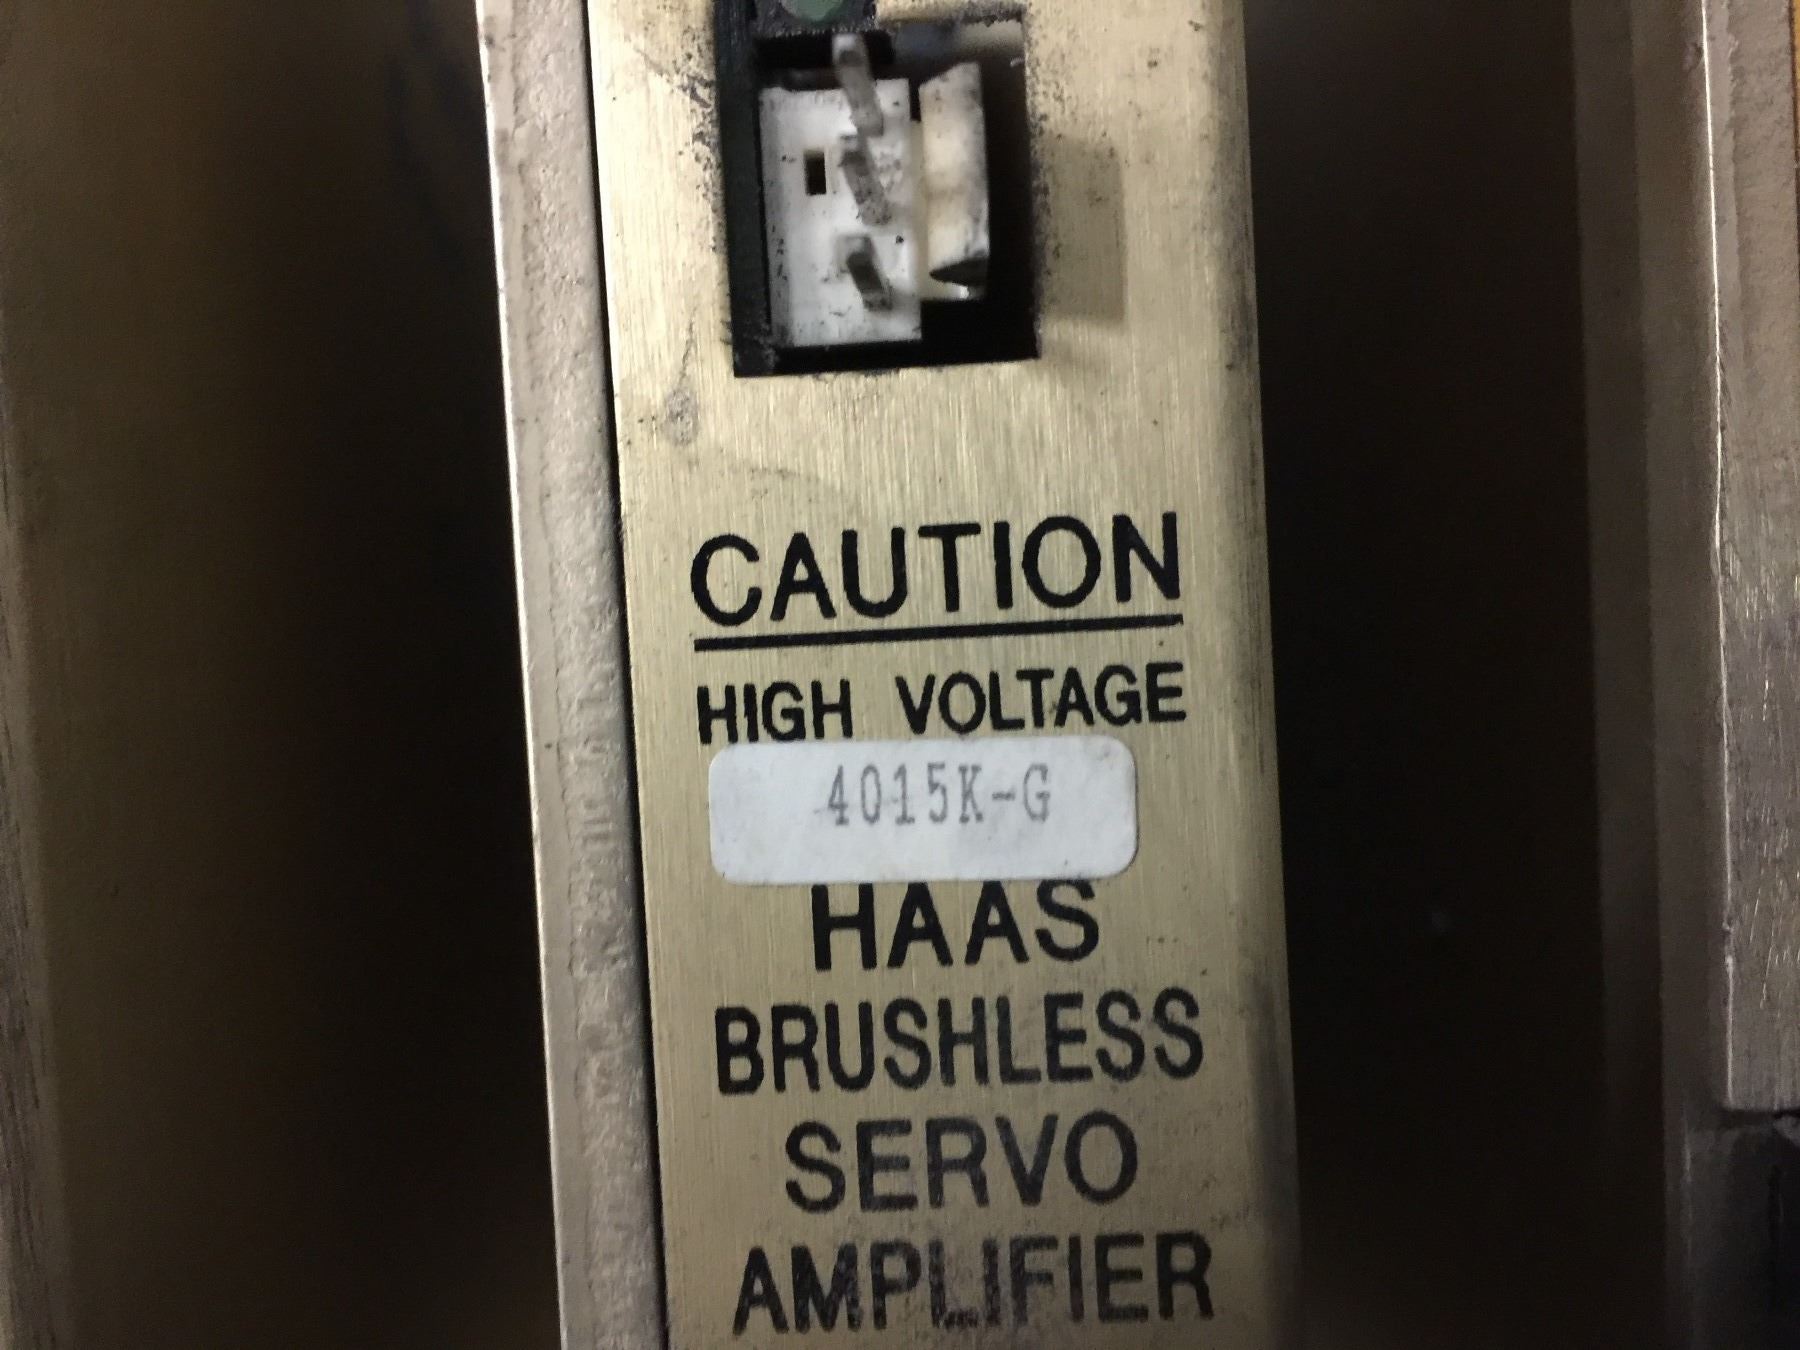 CAUTION
HIGH VOLTAGE
4015K-G
HAAS
BRUSHLESS
SERVO
AMPLIFIER